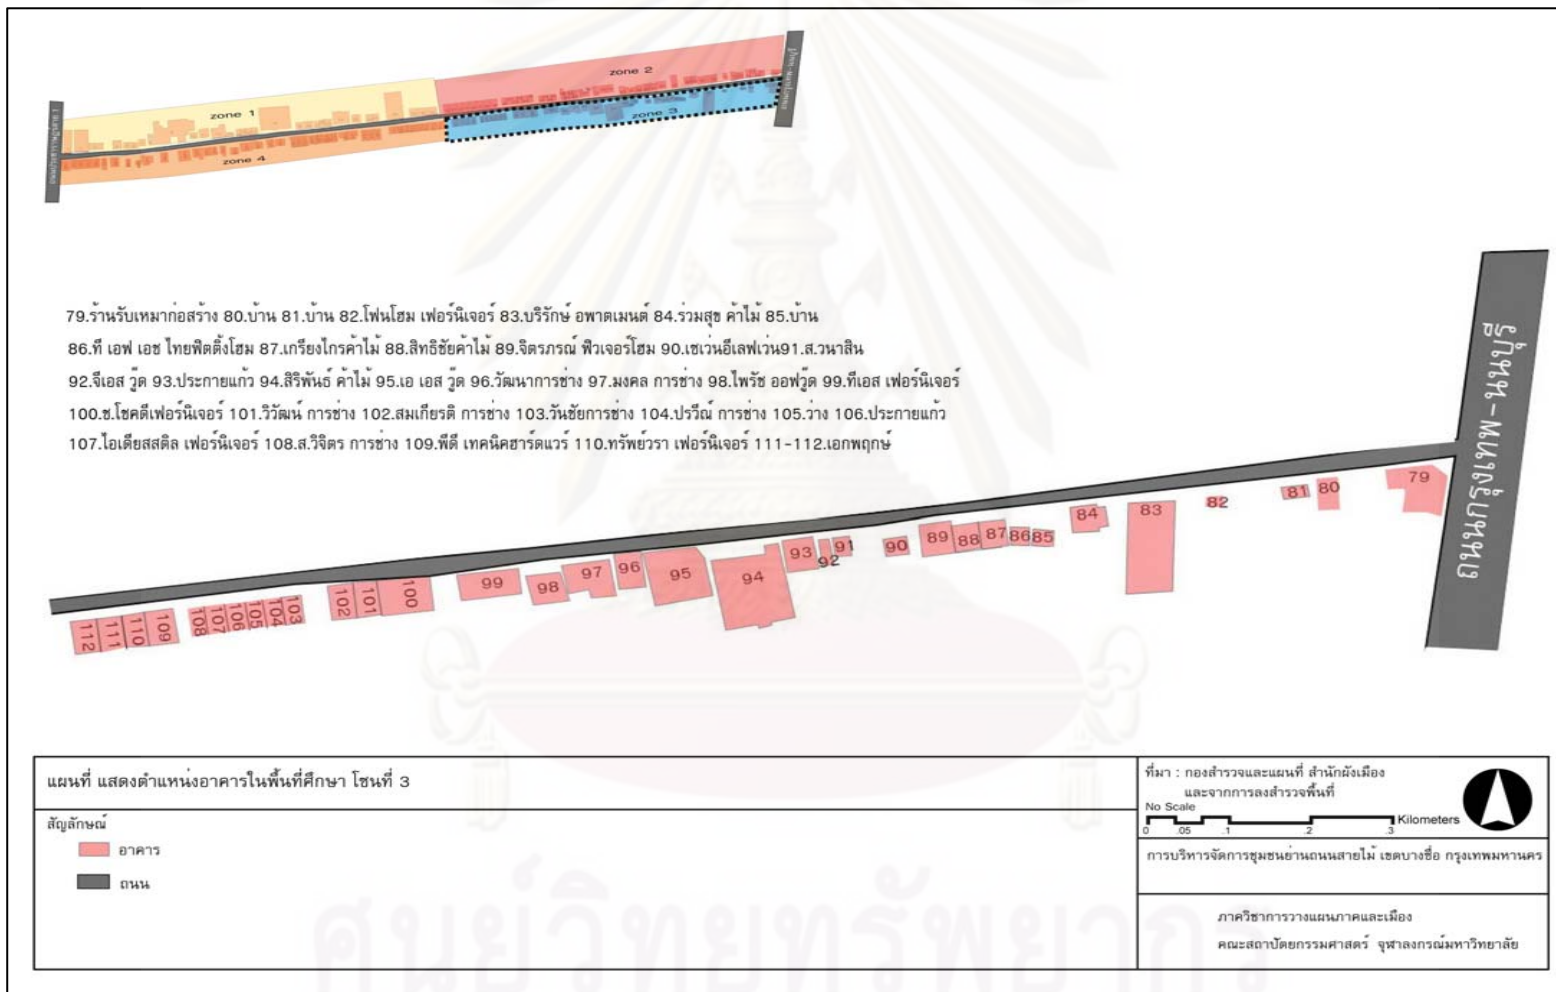 zone 1
zone 2
zone 3
zone 4
79.ร้านรับเหมาก่อสร้าง 80.บ้าน 81.บ้าน 82.โฟนโฮม เฟอร์นิเจอร์ 83.บริรักษ์ อพาตเมนต์ 84.ร่วมสุข ค้าไม้ 85.บ้าน
86.ที เอฟ เอช ไทยฟิตติ้งโฮม 87.เกรียงไกรค้าไม้ 88.สิทธิชัยค้าไม้ 89.จิตรภรณ์ ฟิวเจอร์โฮม 90.เซเว่นอีเลฟเว่น91.ส.วนาสิน
92.จีเอส วู๊ด 93.ประกายแก้ว 94.สิริพันธ์ ค้าไม้ 95.เอ เอส วู๊ด 96.วัฒนาการช่าง 97.มงคล การช่าง 98.ไพรัช ออฟวู๊ด 99.ทีเอส เฟอร์นิเจอร์
100.ช.โชคดีเฟอร์นิเจอร์ 101.วิวัฒน์ การช่าง 102.สมเกียรติ การช่าง 103.วันชัยการช่าง 104.ปรวีณ์ การช่าง 105.ว่าง 106.ประกายแก้ว
107.ไอเดียสสติล เฟอร์นิเจอร์ 108.ส.วิจิตร การช่าง 109.พีดี เทคนิคฮาร์ดแวร์ 110.ทรัพย์วรา เฟอร์นิเจอร์ 111-112.เอกพฤกษ์
ถนนกรุงเทพ-นนท์บุรี
112 111 110 109 108 107 106 105 104 103 102 101 100 99 98 97 96 95 94 93 92 91 90 89 88 87 86 85 84 83 82 81 80 79
แผนที่ แสดงตำแหน่งอาคารในพื้นที่ศึกษา โซนที่ 3
สัญลักษณ์
อาคาร
ถนน
ที่มา : กองสำรวจและแผนที่ สำนักผังเมือง
และจากการลงสำรวจพื้นที่
No Scale
0 .05 .1 .2 .3 Kilometers
การบริหารจัดการชุมชนย่านถนนสายไม้ เขตบางซื่อ กรุงเทพมหานคร
ภาควิชาการวางแผนภาคและเมือง
คณะสถาปัตยกรรมศาสตร์ จุฬาลงกรณ์มหาวิทยาลัย
ศูนย์วิทยทรัพยากร